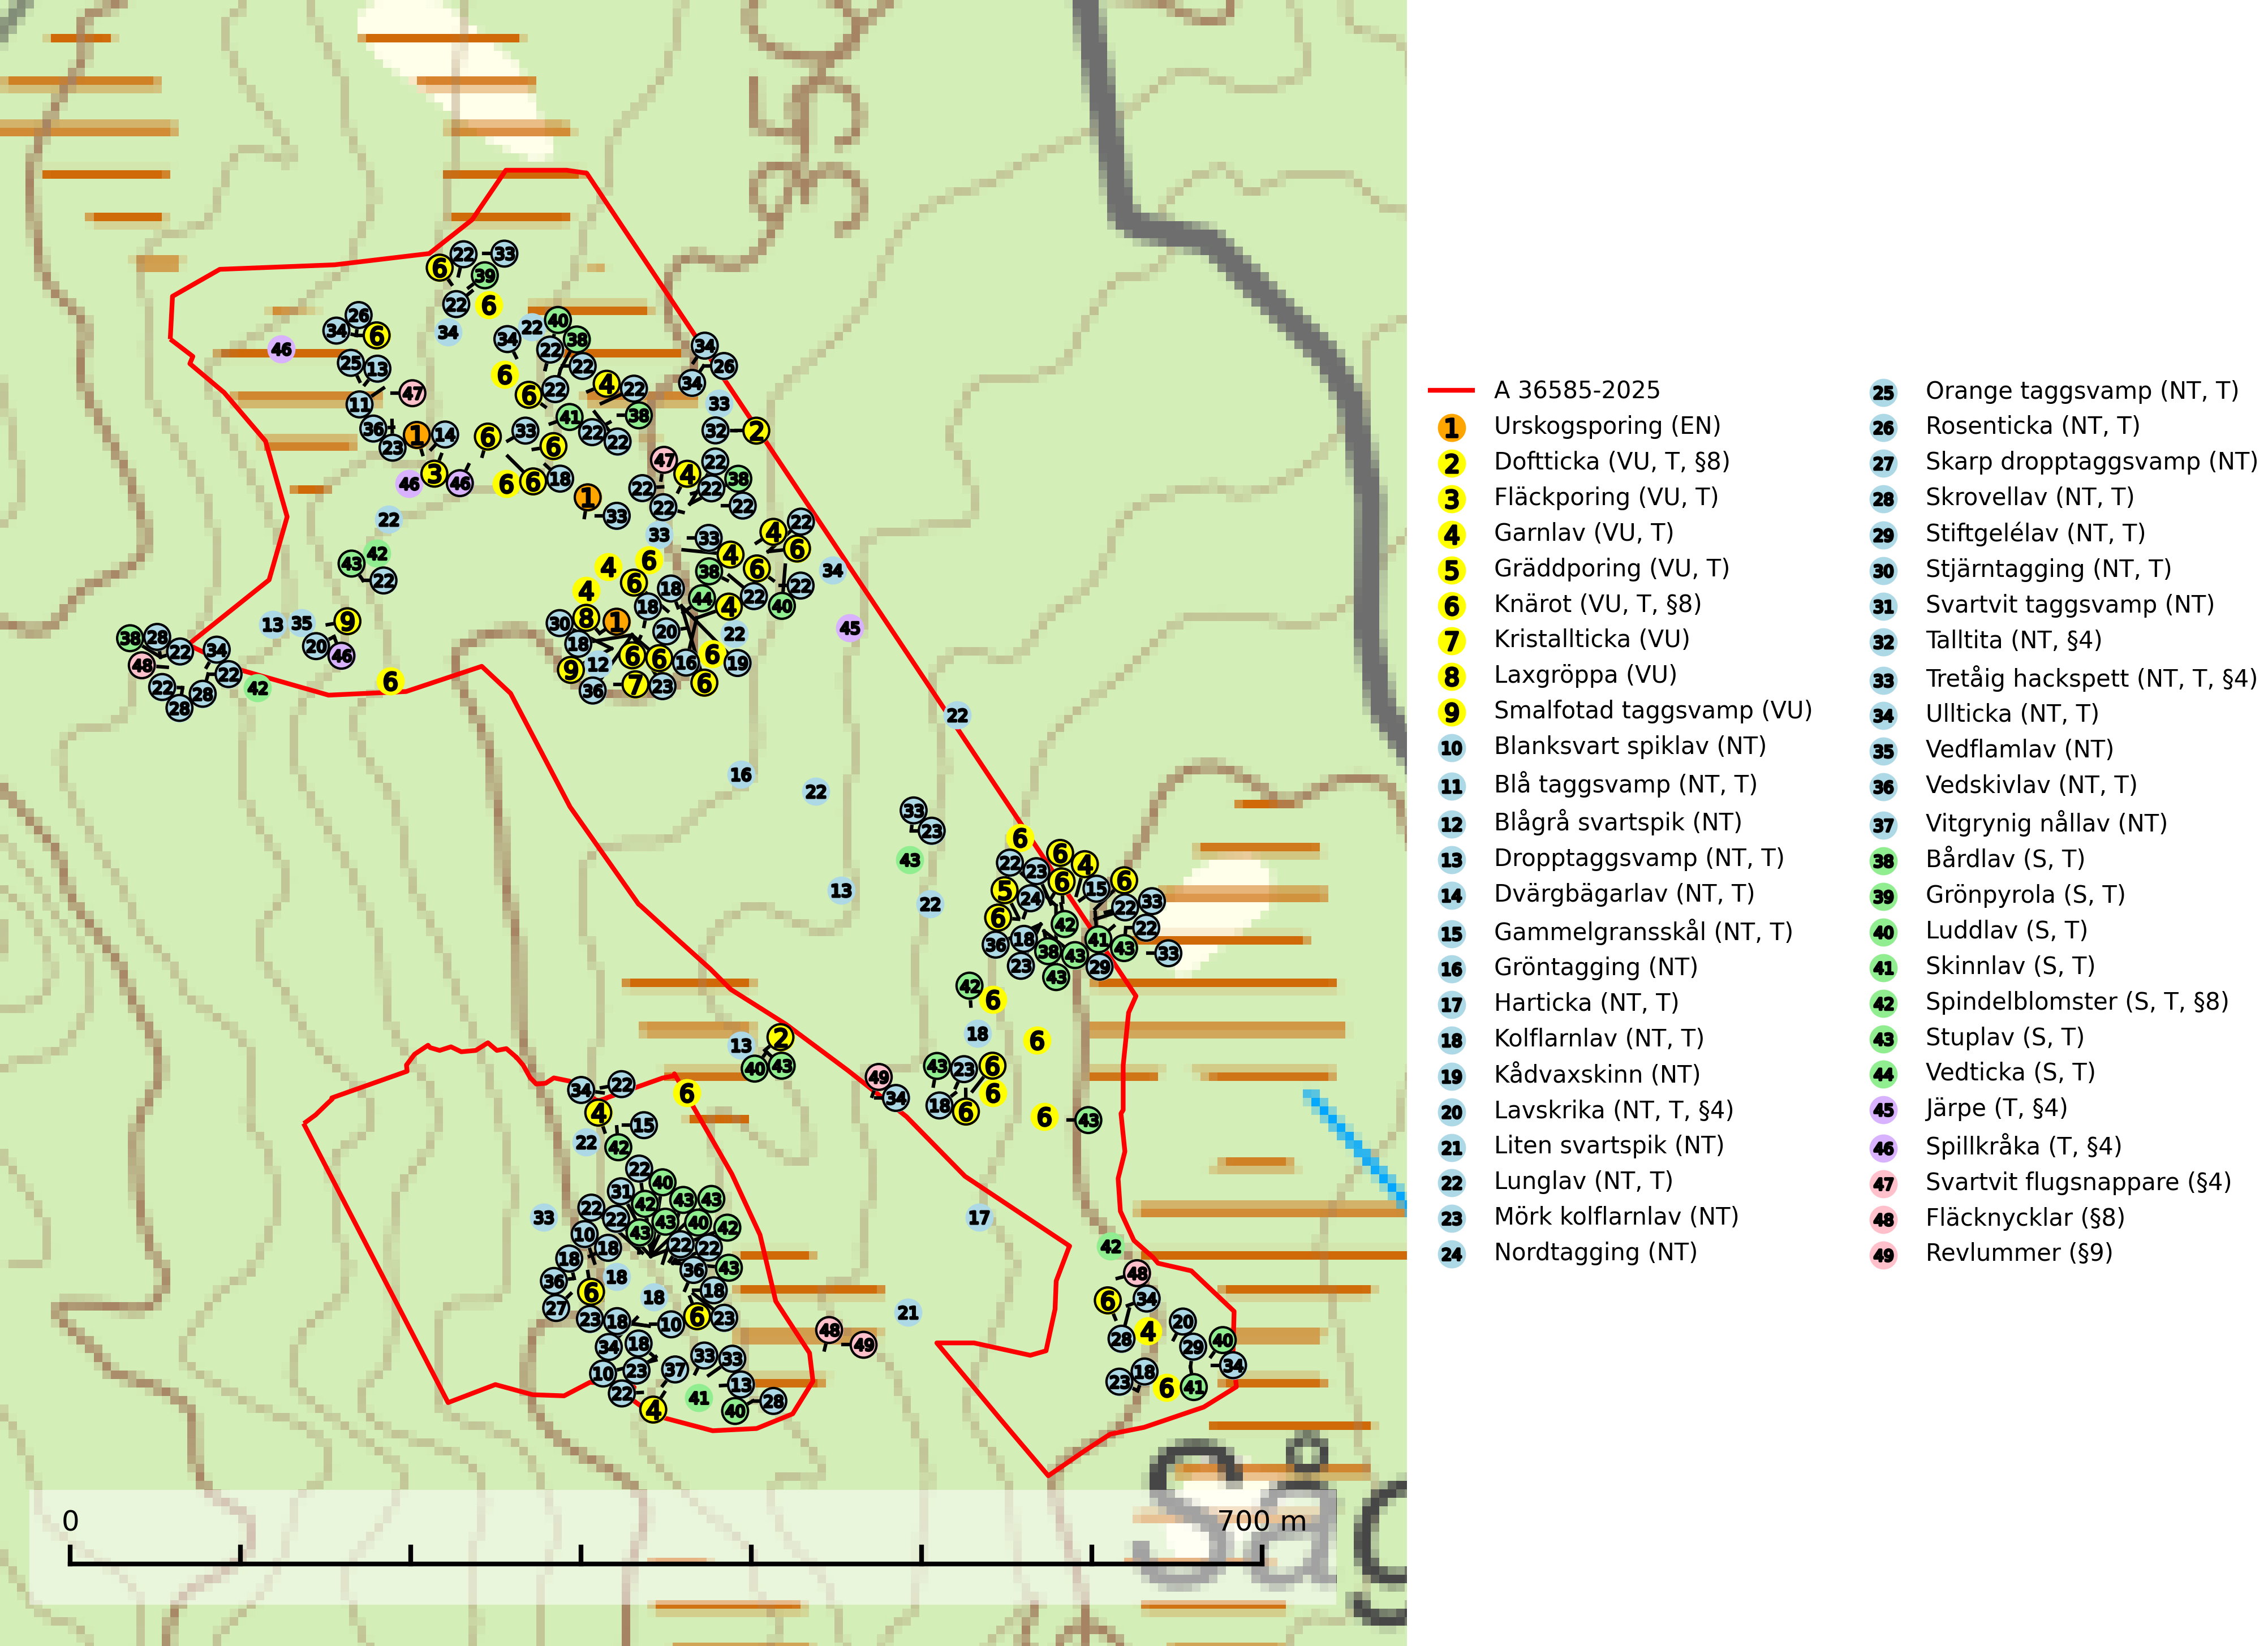 A 36585-2025
1 Urskogsporing (EN)
2 Doftticka (VU, T, §8)
3 Fläckporing (VU, T)
4 Garnlav (VU, T)
5 Gräddporing (VU, T)
6 Knärot (VU, T, §8)
7 Kristallticka (VU)
8 Laxgröppa (VU)
9 Smalfotad taggsvamp (VU)
10 Blanksvart spiklav (NT)
11 Blå taggsvamp (NT, T)
12 Blågrå svartspik (NT)
13 Dropptaggsvamp (NT, T)
14 Dvärgbägarlav (NT, T)
15 Gammelgransskål (NT, T)
16 Gröntagging (NT)
17 Harticka (NT, T)
18 Kolflarnlav (NT, T)
19 Kådvaxskinn (NT)
20 Lavskrika (NT, T, §4)
21 Liten svartspik (NT)
22 Lunglav (NT, T)
23 Mörk kolflarnlav (NT)
24 Nordtagging (NT)
25 Orange taggsvamp (NT, T)
26 Rosenticka (NT, T)
27 Skarp dropptaggsvamp (NT)
28 Skrovellav (NT, T)
29 Stiftgelélav (NT, T)
30 Stjärntagging (NT, T)
31 Svartvit taggsvamp (NT)
32 Talltita (NT, §4)
33 Tretåig hackspett (NT, T, §4)
34 Ullticka (NT, T)
35 Vedflamlav (NT)
36 Vedskivlav (NT, T)
37 Vitgrynig nållav (NT)
38 Bårdlav (S, T)
39 Grönpyrola (S, T)
40 Luddlav (S, T)
41 Skinnlav (S, T)
42 Spindelblomster (S, T, §8)
43 Stuplav (S, T)
44 Vedticka (S, T)
45 Järpe (T, §4)
46 Spillkråka (T, §4)
47 Svartvit flugsnappare (§4)
48 Fläcknycklar (§8)
49 Revlummer (§9)
0 700 m